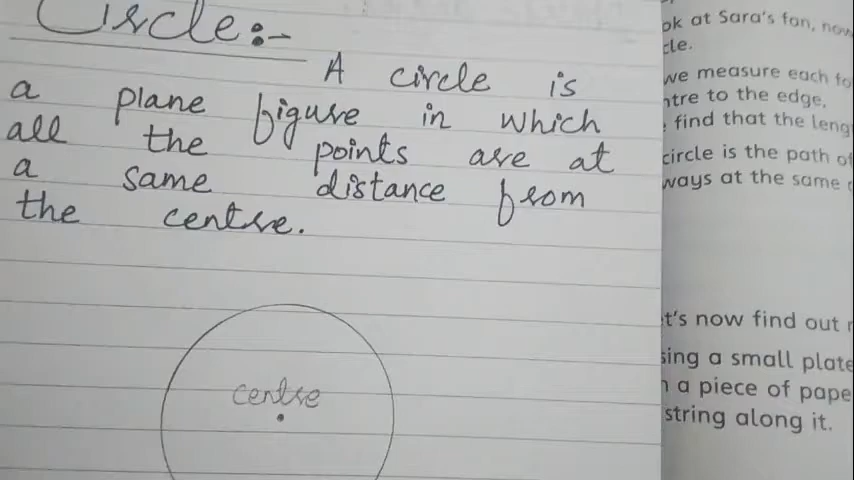 Circle:-
A circle is
a plane figure in which
all the points are at
a same distance from
the centre.
centre
ok at Sara's fan, now
cle.
we measure each fo
ntre to the edge,
find that the leng
circle is the path of
ways at the same
t's now find out
sing a small plate
a piece of pape
string along it.